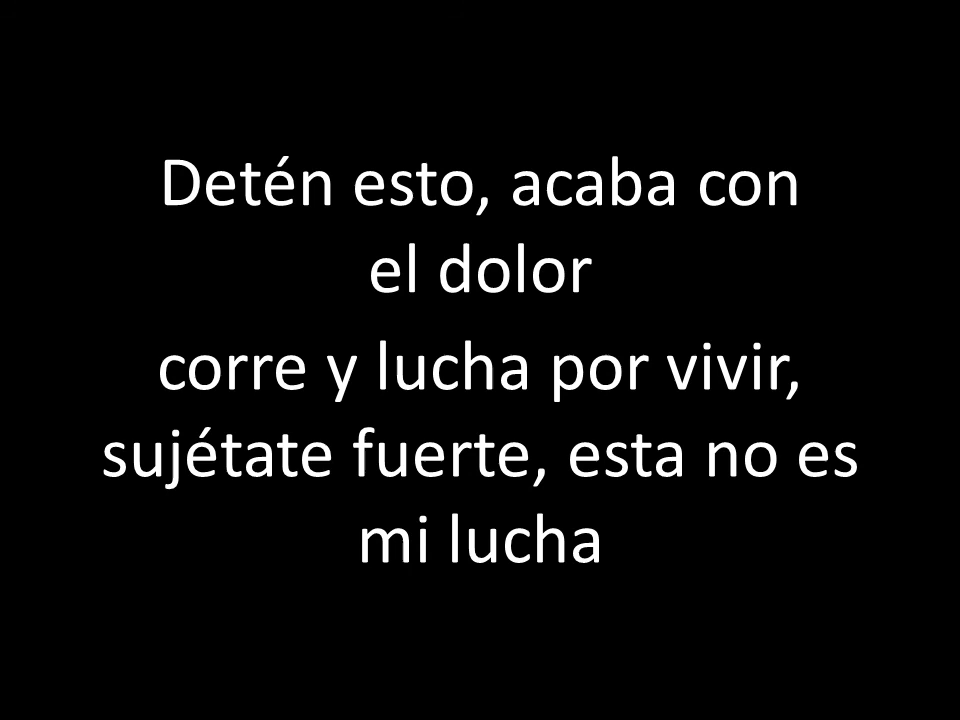 Detén esto, acaba con
el dolor
corre y lucha por vivir,
sujétate fuerte, esta no es
mi lucha